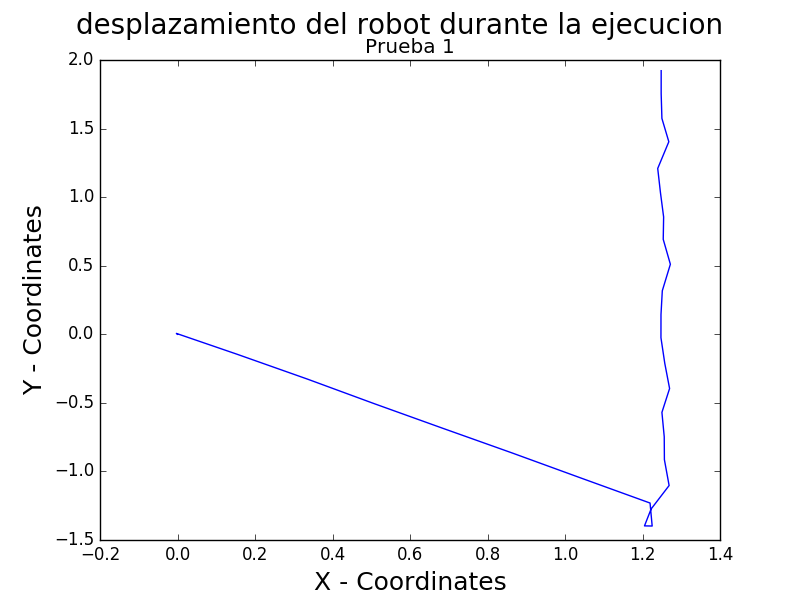 desplazamiento del robot durante la ejecucion
Prueba 1
2.0
1.5
1.0
0.5
0.0
−0.5
−1.0
−1.5
Y - Coordinates
−0.2 0.0 0.2 0.4 0.6 0.8 1.0 1.2 1.4
X - Coordinates